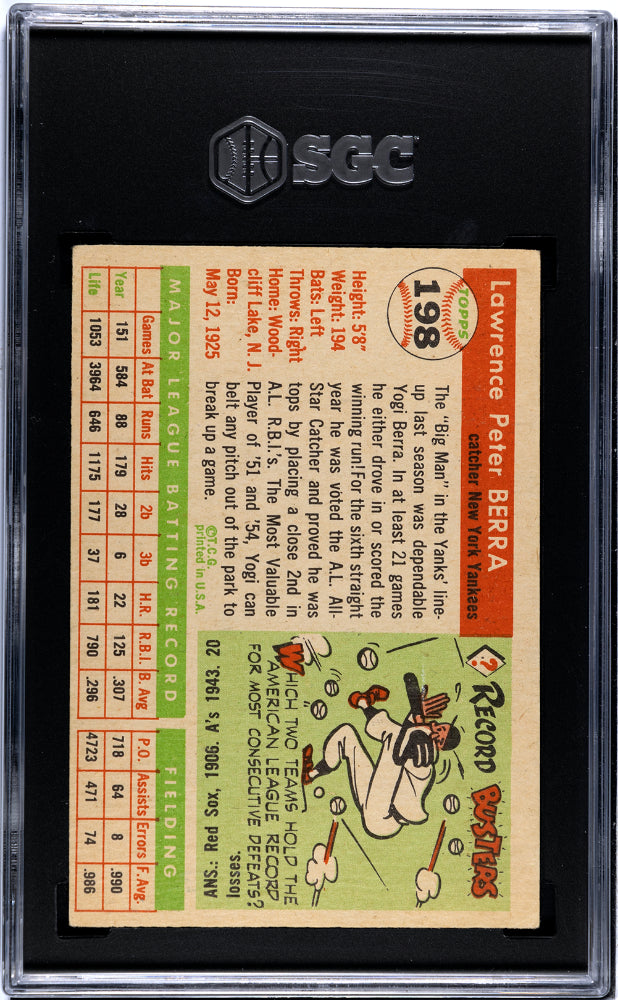 SGC
TOPPS
198
Lawrence Peter BERRA
catcher New York Yankees
Height: 5'8"
Weight: 194
Bats: Left
Throws: Right
Home: Wood-
cliff Lake, N. J.
Born:
May 12, 1925
The "Big Man" in the Yanks' line-
up last season was dependable
Yogi Berra. In at least 21 games
he either drove in or scored the
winning run! For the sixth straight
year he was voted the A.L. All-
Star Catcher and proved he was
tops by placing a close 2nd in
A.L. R.B.I.'s. The Most Valuable
Player of '51 and '54, Yogi can
belt any pitch out of the park to
break up a game.
©T.C.G.
printed in U.S.A.
?
RECORD BUSTERS
WHICH TWO TEAMS HOLD THE
AMERICAN LEAGUE RECORD
FOR MOST CONSECUTIVE DEFEATS?
ANS.: Red Sox, 1906, A's 1943. 20
losses.
MAJOR LEAGUE BATTING RECORD FIELDING
Games At Bat Runs Hits 2b 3b H.R. R.B.I. B. Avg P.O. Assists Errors F. Avg.
Year 151 584 88 179 28 6 22 125 .307 718 64 8 .990
Life 1053 3964 646 1175 177 37 181 790 .296 4723 471 74 .986